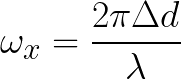 ω_x = 2πΔd / λ